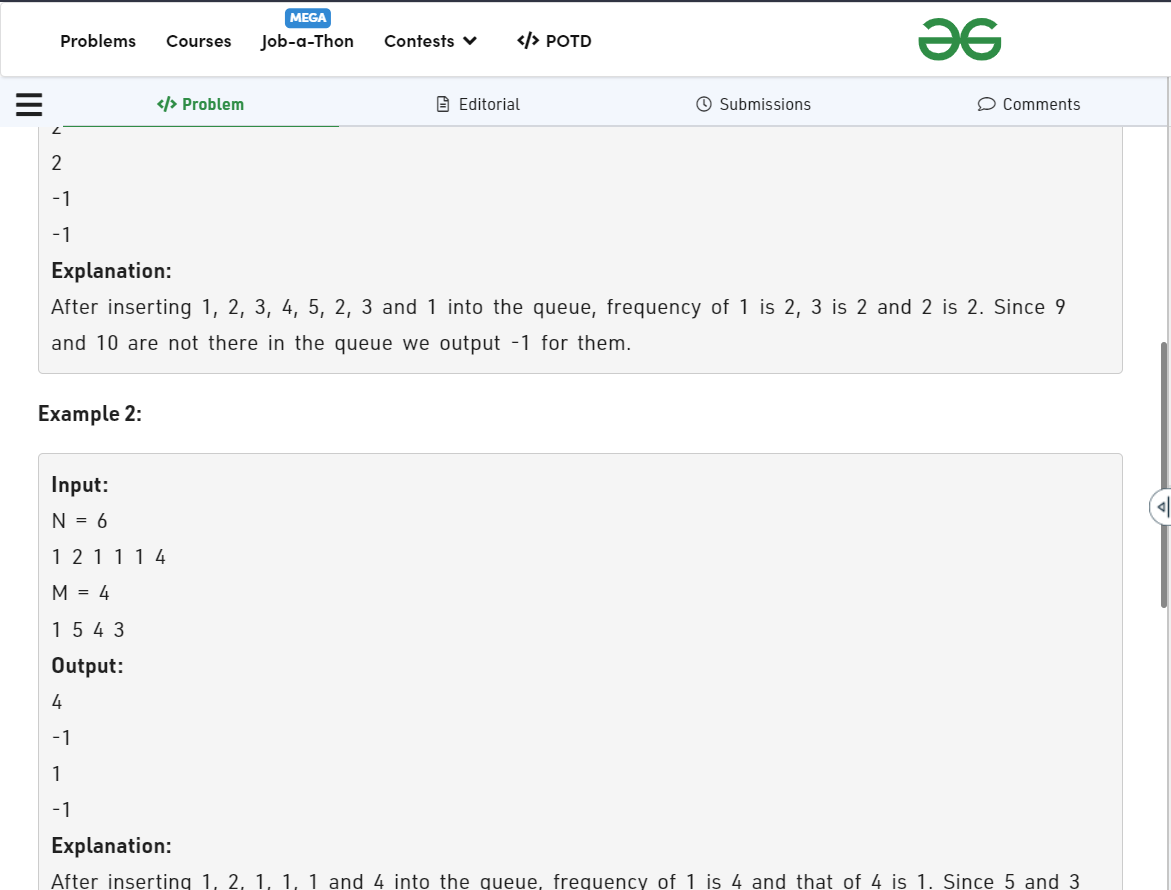 MEGA
Problems Courses Job-a-Thon Contests </> POTD
</> Problem Editorial Submissions Comments
2
2
-1
-1
Explanation:
After inserting 1, 2, 3, 4, 5, 2, 3 and 1 into the queue, frequency of 1 is 2, 3 is 2 and 2 is 2. Since 9
and 10 are not there in the queue we output -1 for them.
Example 2:
Input:
N = 6
1 2 1 1 1 4
M = 4
1 5 4 3
Output:
4
-1
1
-1
Explanation:
After inserting 1, 2, 1, 1, 1 and 4 into the queue, frequency of 1 is 4 and that of 4 is 1. Since 5 and 3